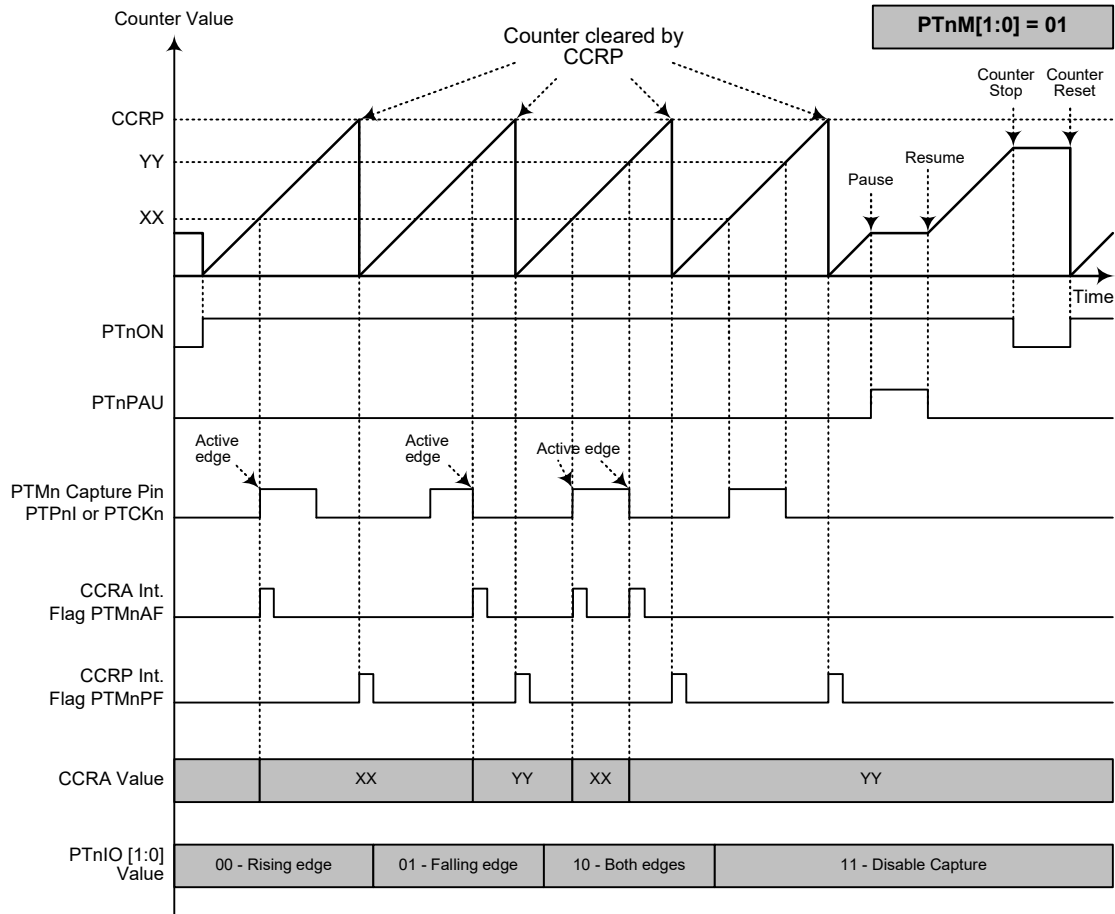 Counter Value
PTnM[1:0] = 01
Counter cleared by
CCRP
Counter
Stop
Counter
Reset
CCRP
YY
Resume
Pause
XX
Time
PTnON
PTnPAU
Active
edge
Active
edge
Active edge
PTMn Capture Pin
PTPnI or PTCKn
CCRA Int.
Flag PTMnAF
CCRP Int.
Flag PTMnPF
CCRA Value
XX
YY
XX
YY
PTnIO [1:0]
Value
00 - Rising edge
01 - Falling edge
10 - Both edges
11 - Disable Capture